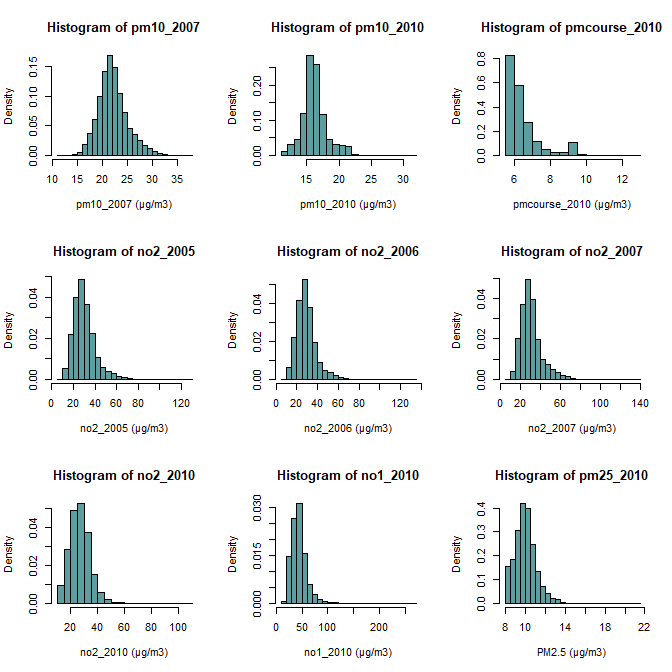 Histogram of pm10_2007
Density
0.00 0.05 0.10 0.15
10 15 20 25 30 35
pm10_2007 (µg/m3)
Histogram of pm10_2010
Density
0.00 0.10 0.20
15 20 25 30
pm10_2010 (µg/m3)
Histogram of pmcourse_2010
Density
0.0 0.2 0.4 0.6 0.8
6 8 10 12
pmcourse_2010 (µg/m3)
Histogram of no2_2005
Density
0.00 0.02 0.04
0 20 40 60 80 120
no2_2005 (µg/m3)
Histogram of no2_2006
Density
0.00 0.02 0.04
0 20 40 60 80 120
no2_2006 (µg/m3)
Histogram of no2_2007
Density
0.00 0.02 0.04
0 20 60 100 140
no2_2007 (µg/m3)
Histogram of no2_2010
Density
0.00 0.02 0.04
20 40 60 80 100
no2_2010 (µg/m3)
Histogram of no1_2010
Density
0.000 0.015 0.030
0 50 100 200
no1_2010 (µg/m3)
Histogram of pm25_2010
Density
0.0 0.1 0.2 0.3 0.4
8 10 14 18 22
PM2.5 (µg/m3)